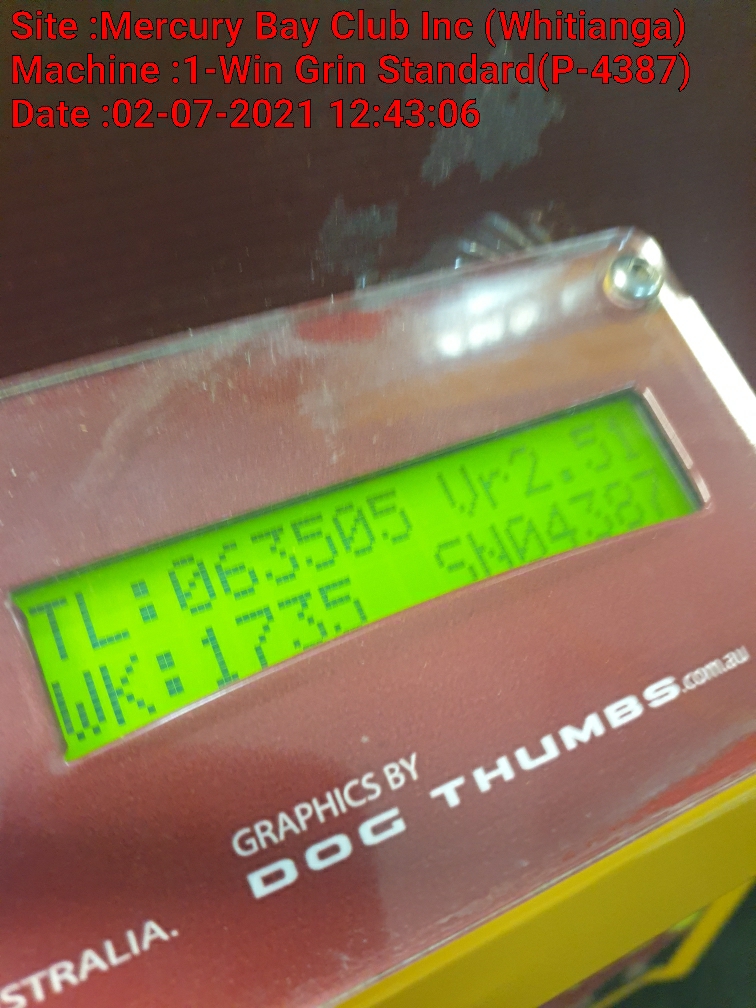 Site :Mercury Bay Club Inc (Whitianga)
Machine :1-Win Grin Standard(P-4387)
Date :02-07-2021 12:43:06
TL:063505 Vr2.51
WK:1735 SN04387
GRAPHICS BY
DOG THUMBS.com.au
STRALIA.